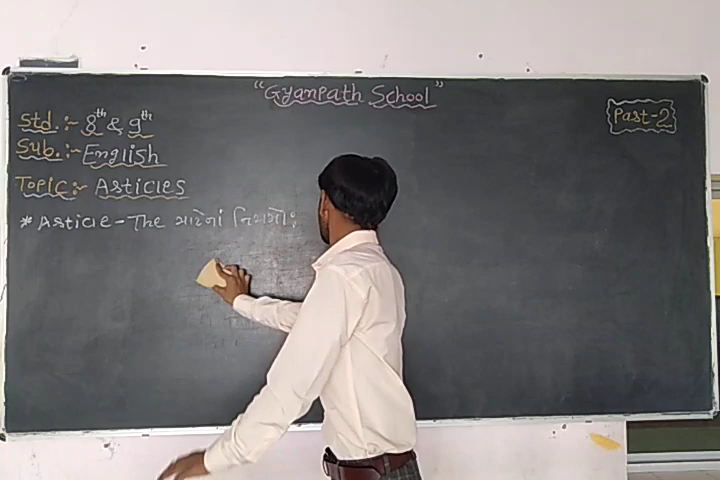 "Gyanpath School"
Std. :- 8th & 9th
Part-2
Sub. :- English
Topic :- Articles
* Article - The માટેનાં નિયમો :